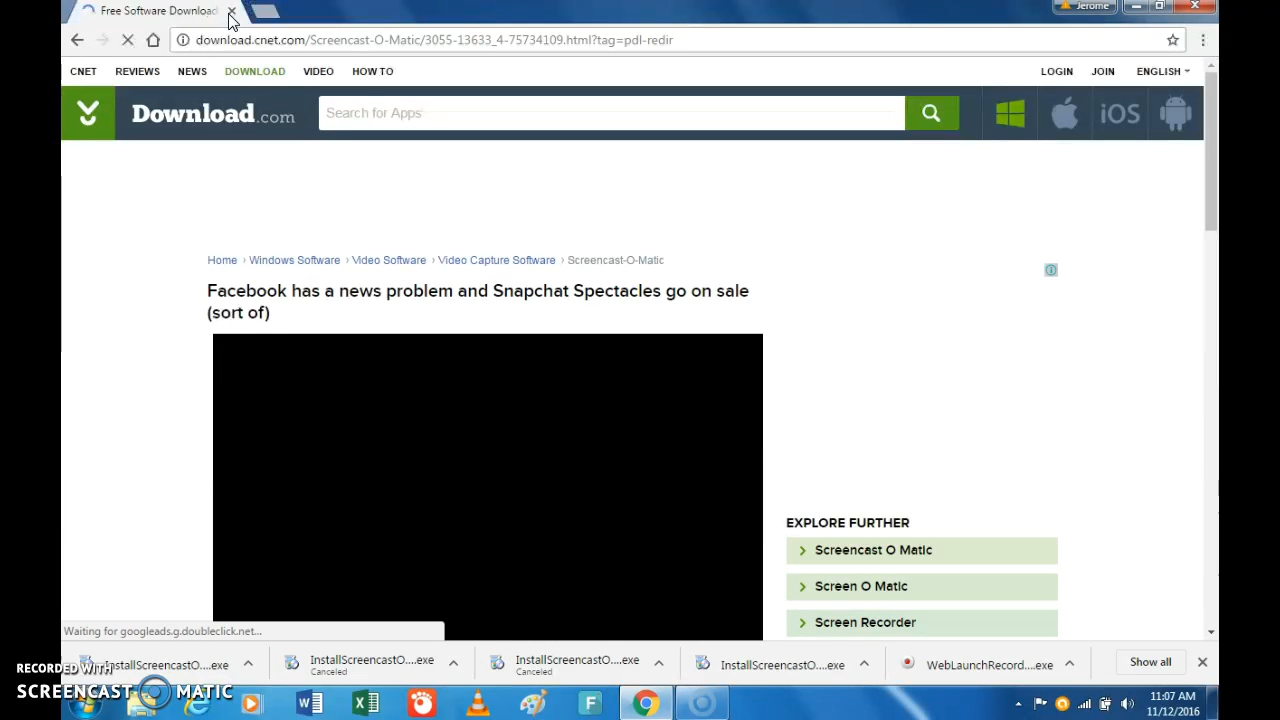 Free Software Download
Jerome
download.cnet.com/Screencast-O-Matic/3055-13633_4-75734109.html?tag=pdl-redir
CNET REVIEWS NEWS DOWNLOAD VIDEO HOW TO LOGIN JOIN ENGLISH
Download.com Search for Apps iOS
Home › Windows Software › Video Software › Video Capture Software › Screencast-O-Matic
Facebook has a news problem and Snapchat Spectacles go on sale
(sort of)
EXPLORE FURTHER
Screencast O Matic
Screen O Matic
Screen Recorder
Waiting for googleads.g.doubleclick.net...
InstallScreencastO....exe InstallScreencastO....exe InstallScreencastO....exe InstallScreencastO....exe WebLaunchRecord....exe Show all
Canceled Canceled
RECORDED WITH
SCREENCAST MATIC
11:07 AM
11/12/2016